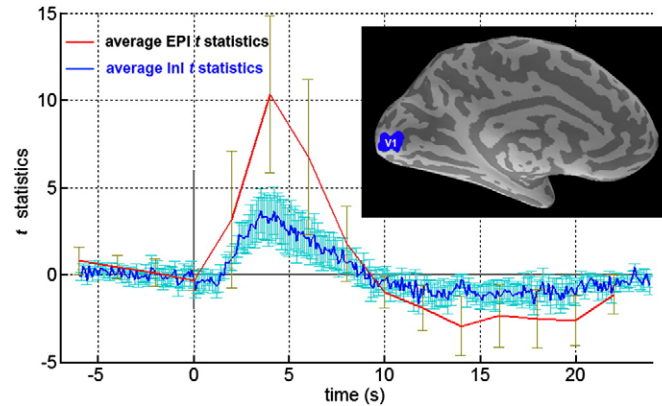 15
average EPI t statistics
average InI t statistics
10
V1
5
t statistics
0
-5
-5 0 5 10 15 20
time (s)